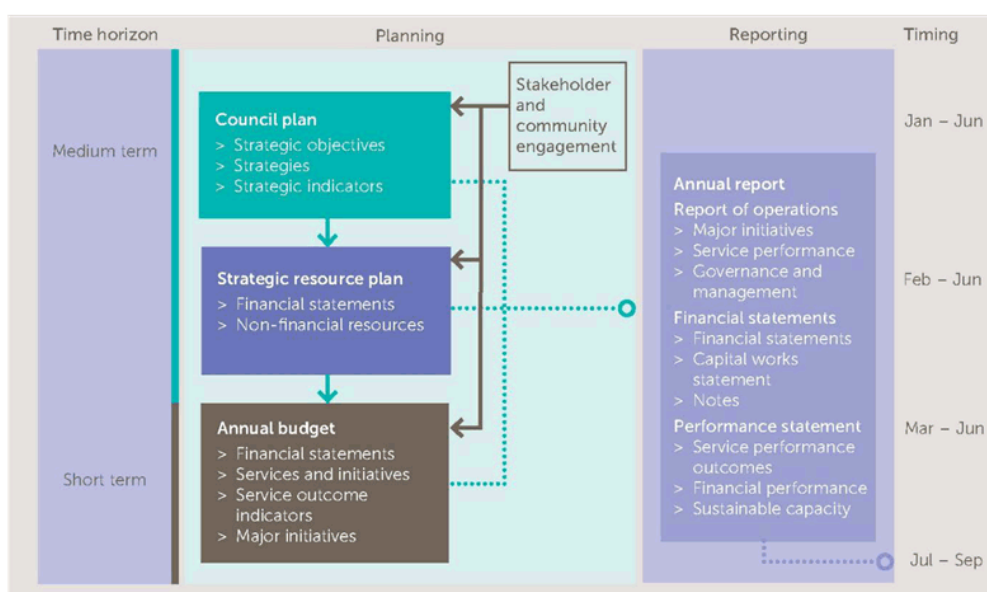 Time horizon
Planning
Reporting
Timing
Medium term
Short term
Stakeholder
and
community
engagement
Council plan
> Strategic objectives
> Strategies
> Strategic indicators
Strategic resource plan
> Financial statements
> Non-financial resources
Annual budget
> Financial statements
> Services and initiatives
> Service outcome
indicators
> Major initiatives
Annual report
Report of operations
> Major initiatives
> Service performance
> Governance and
management
Financial statements
> Financial statements
> Capital works
statement
> Notes
Performance statement
> Service performance
outcomes
> Financial performance
> Sustainable capacity
Jan – Jun
Feb – Jun
Mar – Jun
Jul – Sep